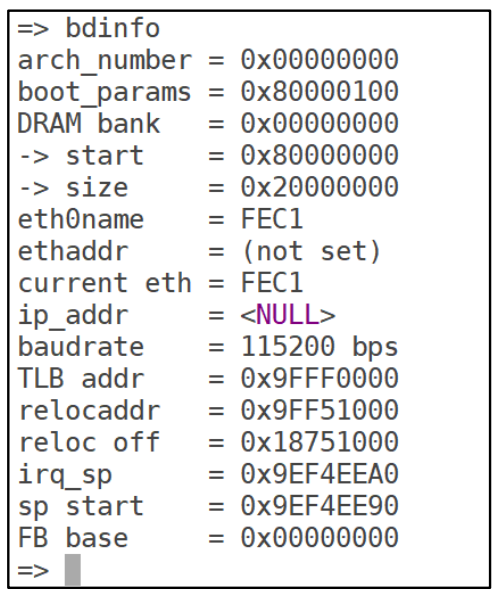 => bdinfo
arch_number = 0x00000000
boot_params = 0x80000100
DRAM bank   = 0x00000000
-> start    = 0x80000000
-> size     = 0x20000000
eth0name    = FEC1
ethaddr     = (not set)
current eth = FEC1
ip_addr     = <NULL>
baudrate    = 115200 bps
TLB addr    = 0x9FFF0000
relocaddr   = 0x9FF51000
reloc off   = 0x18751000
irq_sp      = 0x9EF4EEA0
sp start    = 0x9EF4EE90
FB base     = 0x00000000
=>